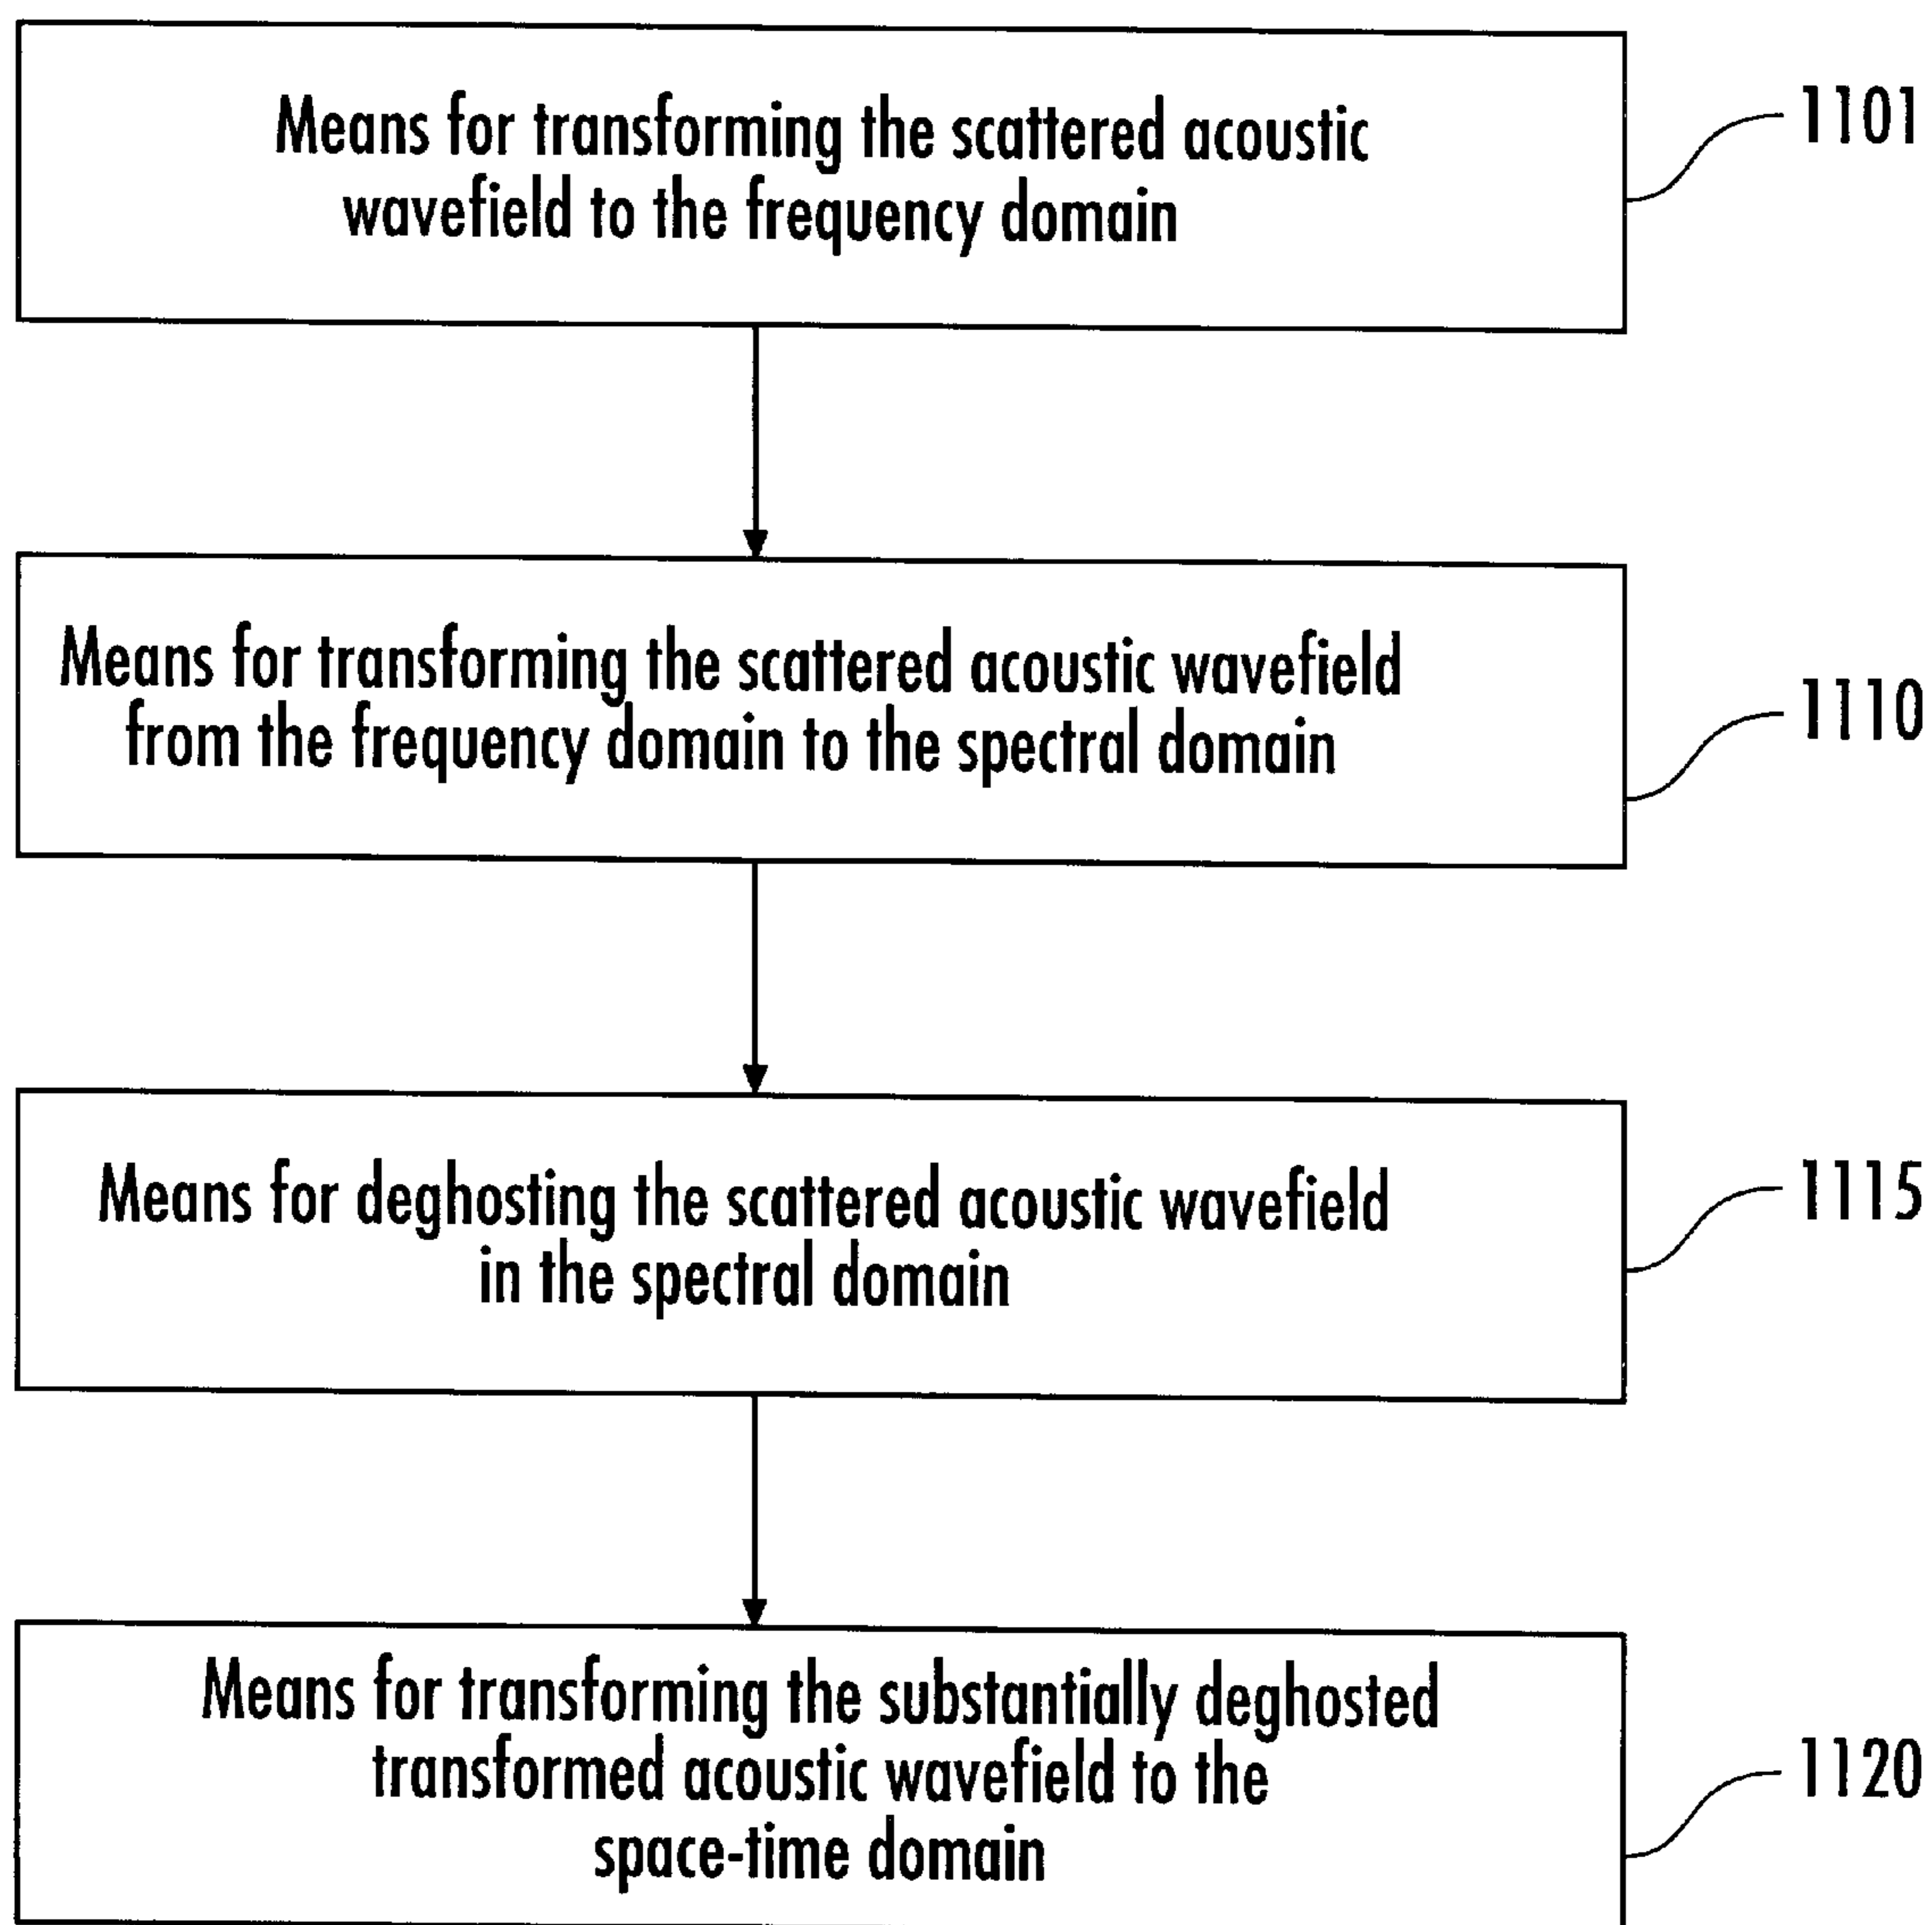 Means for transforming the scattered acoustic
wavefield to the frequency domain
1101
Means for transforming the scattered acoustic wavefield
from the frequency domain to the spectral domain
1110
Means for deghosting the scattered acoustic wavefield
in the spectral domain
1115
Means for transforming the substantially deghosted
transformed acoustic wavefield to the
space-time domain
1120